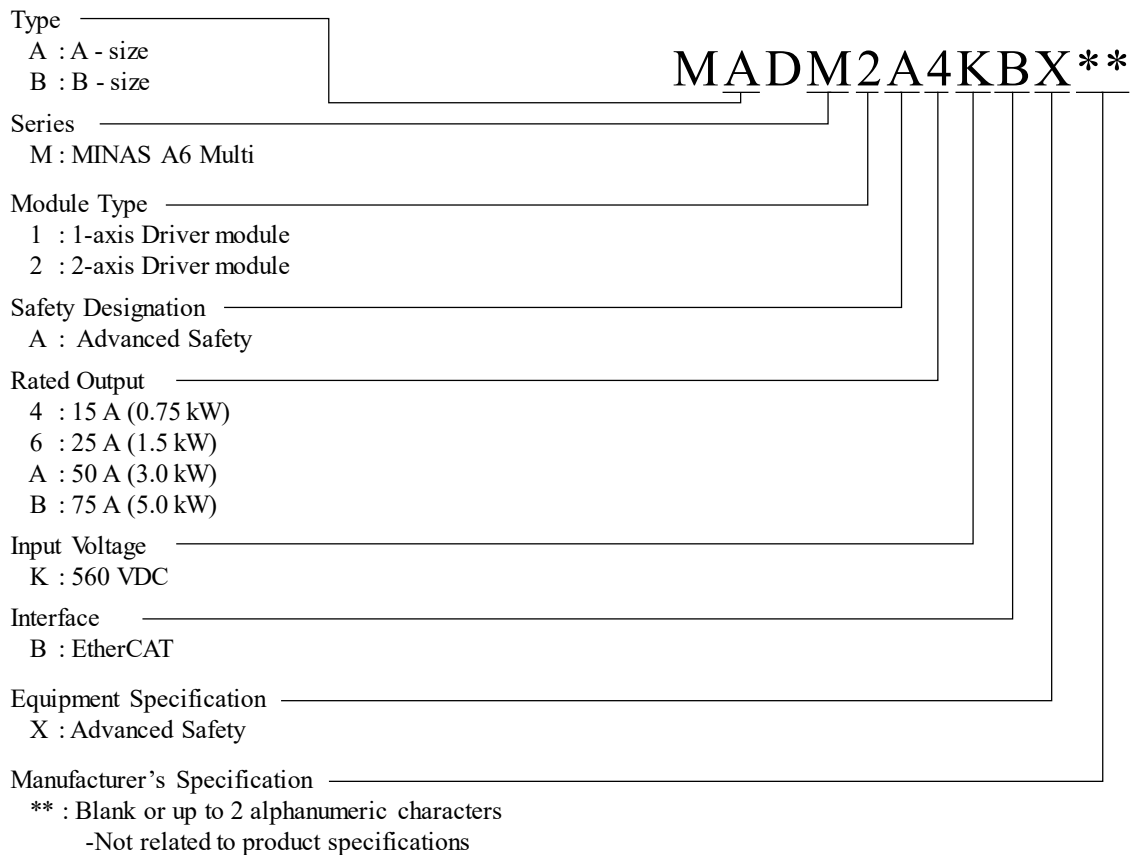 Type
A : A - size
B : B - size
MADM2A4KBX**
Series
M : MINAS A6 Multi
Module Type
1 : 1-axis Driver module
2 : 2-axis Driver module
Safety Designation
A : Advanced Safety
Rated Output
4 : 15 A (0.75 kW)
6 : 25 A (1.5 kW)
A : 50 A (3.0 kW)
B : 75 A (5.0 kW)
Input Voltage
K : 560 VDC
Interface
B : EtherCAT
Equipment Specification
X : Advanced Safety
Manufacturer’s Specification
** : Blank or up to 2 alphanumeric characters
-Not related to product specifications